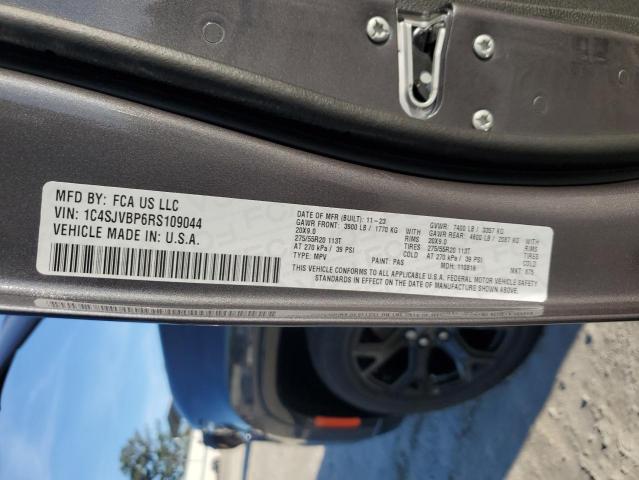 MFD BY: FCA US LLC
VIN: 1C4SJVBP6RS109044
VEHICLE MADE IN: U.S.A.
DATE OF MFR (BUILT): 11-23 GVWR: 7400 LB / 3357 KG
GAWR FRONT: 3900 LB / 1770 KG GAWR REAR: 4600 LB / 2087 KG
20X9.0 RIMS 20X9.0
275/55R20 113T TIRES 275/55R20 113T
AT 270 kPa / 39 PSI COLD AT 270 kPa / 39 PSI COLD
TYPE: MPV PAINT: PAS MDH: MKT: 675
THIS VEHICLE CONFORMS TO ALL APPLICABLE U.S.A. FEDERAL MOTOR VEHICLE SAFETY
STANDARDS IN EFFECT ON THE DATE OF MANUFACTURE SHOWN ABOVE.